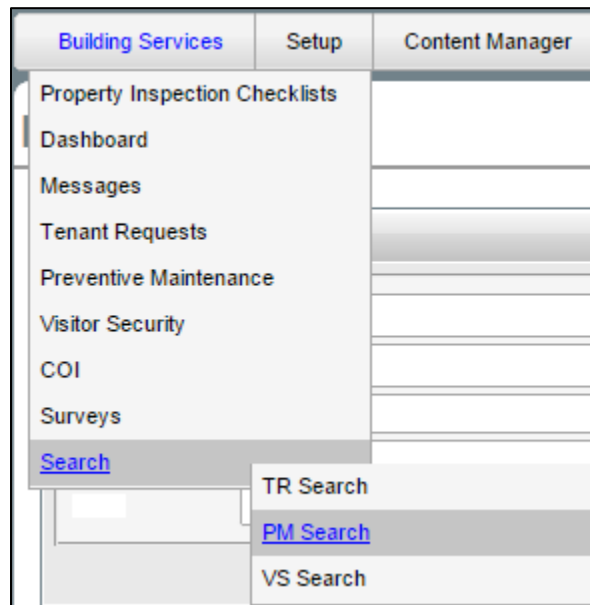 Building Services
Setup
Content Manager
Property Inspection Checklists
Dashboard
Messages
Tenant Requests
Preventive Maintenance
Visitor Security
COI
Surveys
Search
TR Search
PM Search
VS Search